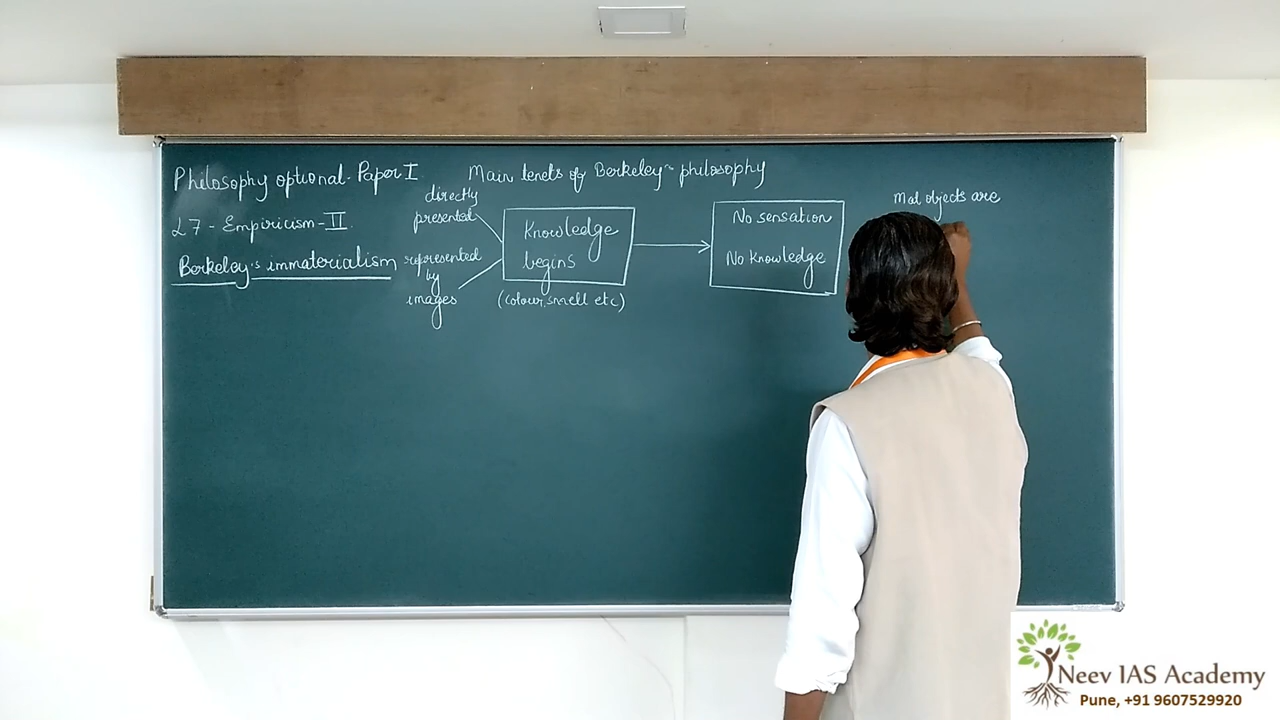 Philosophy optional - Paper I
L7 - Empiricism - II
Berkeley's immaterialism
Main tenets of Berkeley's philosophy
directly
presented
represented
by
images
Knowledge
begins
(colour, smell etc)
No sensation
No Knowledge
Mat objects are
Neev IAS Academy
Pune, +91 9607529920